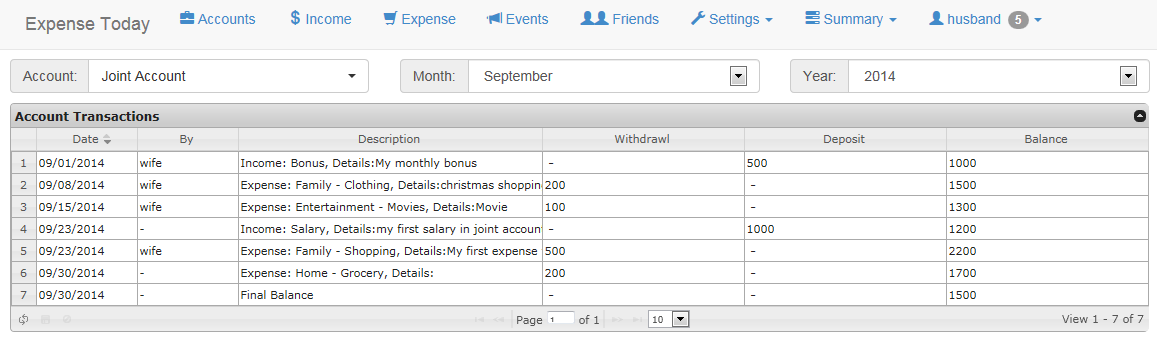 Expense Today Accounts Income Expense Events Friends Settings Summary husband 5
Account: Joint Account Month: September Year: 2014
Account Transactions
Date By Description Withdrawl Deposit Balance
1 09/01/2014 wife Income: Bonus, Details:My monthly bonus - 500 1000
2 09/08/2014 wife Expense: Family - Clothing, Details:christmas shoppin 200 - 1500
3 09/15/2014 wife Expense: Entertainment - Movies, Details:Movie 100 - 1300
4 09/23/2014 - Income: Salary, Details:my first salary in joint accoun - 1000 1200
5 09/23/2014 wife Expense: Family - Shopping, Details:My first expense 500 - 2200
6 09/30/2014 - Expense: Home - Grocery, Details: 200 - 1700
7 09/30/2014 - Final Balance - - 1500
Page 1 of 1 10 View 1 - 7 of 7